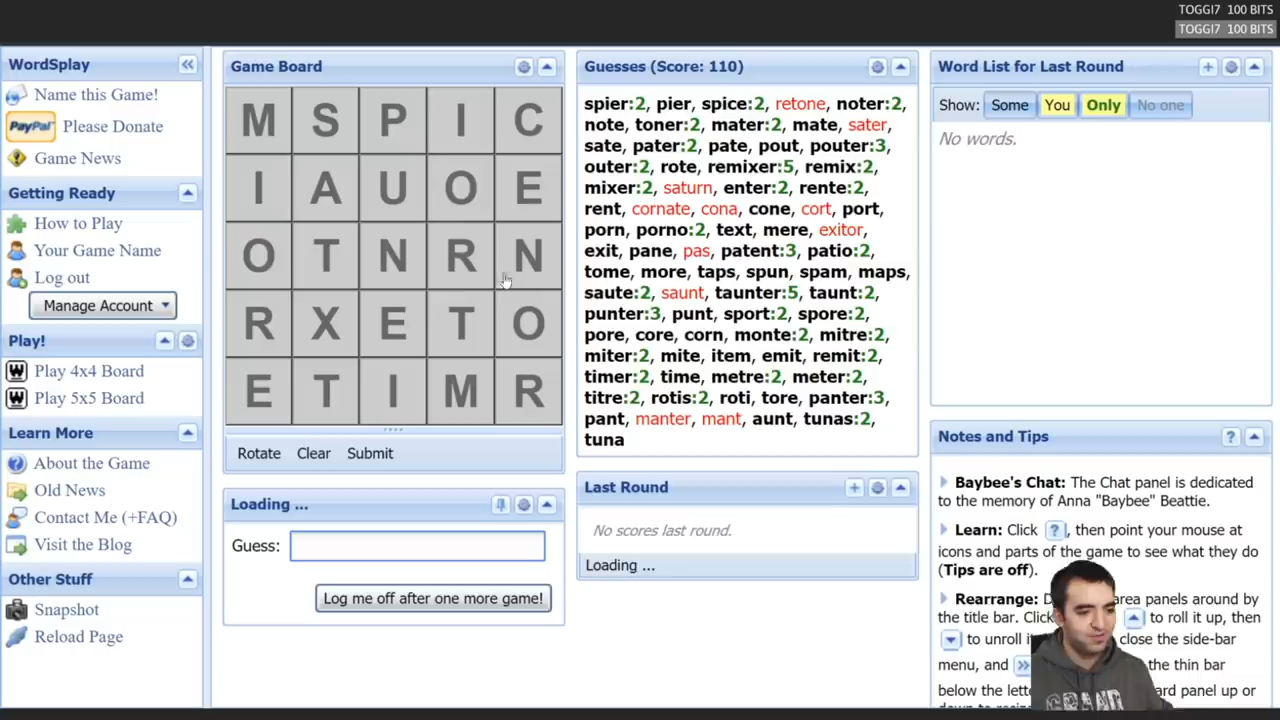 TOGGI7 100 BITS
TOGGI7 100 BITS
WordSplay
Name this Game!
PayPal Please Donate
Game News
Getting Ready
How to Play
Your Game Name
Log out
Manage Account
Play!
W Play 4x4 Board
W Play 5x5 Board
Learn More
About the Game
Old News
Contact Me (+FAQ)
Visit the Blog
Other Stuff
Snapshot
Reload Page
Game Board
M S P I C
I A U O E
O T N R N
R X E T O
E T I M R
Rotate Clear Submit
Loading ...
Guess:
Log me off after one more game!
Guesses (Score: 110)
spier:2, pier, spice:2, retone, noter:2,
note, toner:2, mater:2, mate, sater,
sate, pater:2, pate, pout, pouter:3,
outer:2, rote, remixer:5, remix:2,
mixer:2, saturn, enter:2, rente:2,
rent, cornate, cona, cone, cort, port,
porn, porno:2, text, mere, exitor,
exit, pane, pas, patent:3, patio:2,
tome, more, taps, spun, spam, maps,
saute:2, saunt, taunter:5, taunt:2,
punter:3, punt, sport:2, spore:2,
pore, core, corn, monte:2, mitre:2,
miter:2, mite, item, emit, remit:2,
timer:2, time, metre:2, meter:2,
titre:2, rotis:2, roti, tore, panter:3,
pant, manter, mant, aunt, tunas:2,
tuna
Last Round
No scores last round.
Loading ...
Word List for Last Round
Show: Some You Only No one
No words.
Notes and Tips
Baybee's Chat: The Chat panel is dedicated
to the memory of Anna "Baybee" Beattie.
Learn: Click ?, then point your mouse at
icons and parts of the game to see what they do
(Tips are off).
Rearrange: area panels around by
the title bar. Click to roll it up, then
to unroll close the side-bar
menu, and the thin bar
below the panel up or